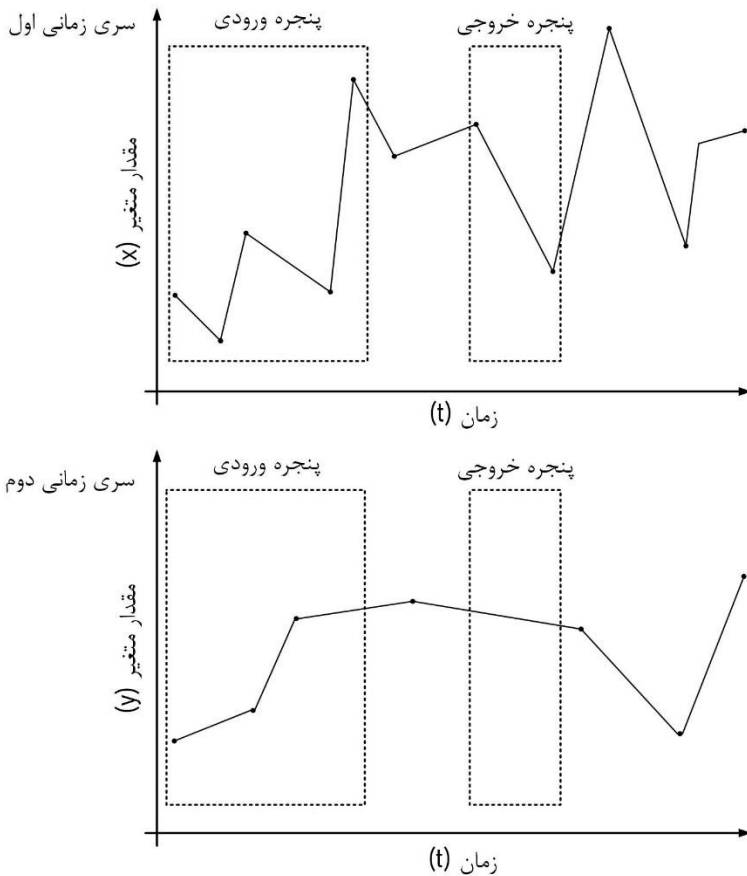 سری زمانی اول
پنجره ورودی
پنجره خروجی
مقدار متغیر (x)
زمان (t)
سری زمانی دوم
پنجره ورودی
پنجره خروجی
مقدار متغیر (y)
زمان (t)